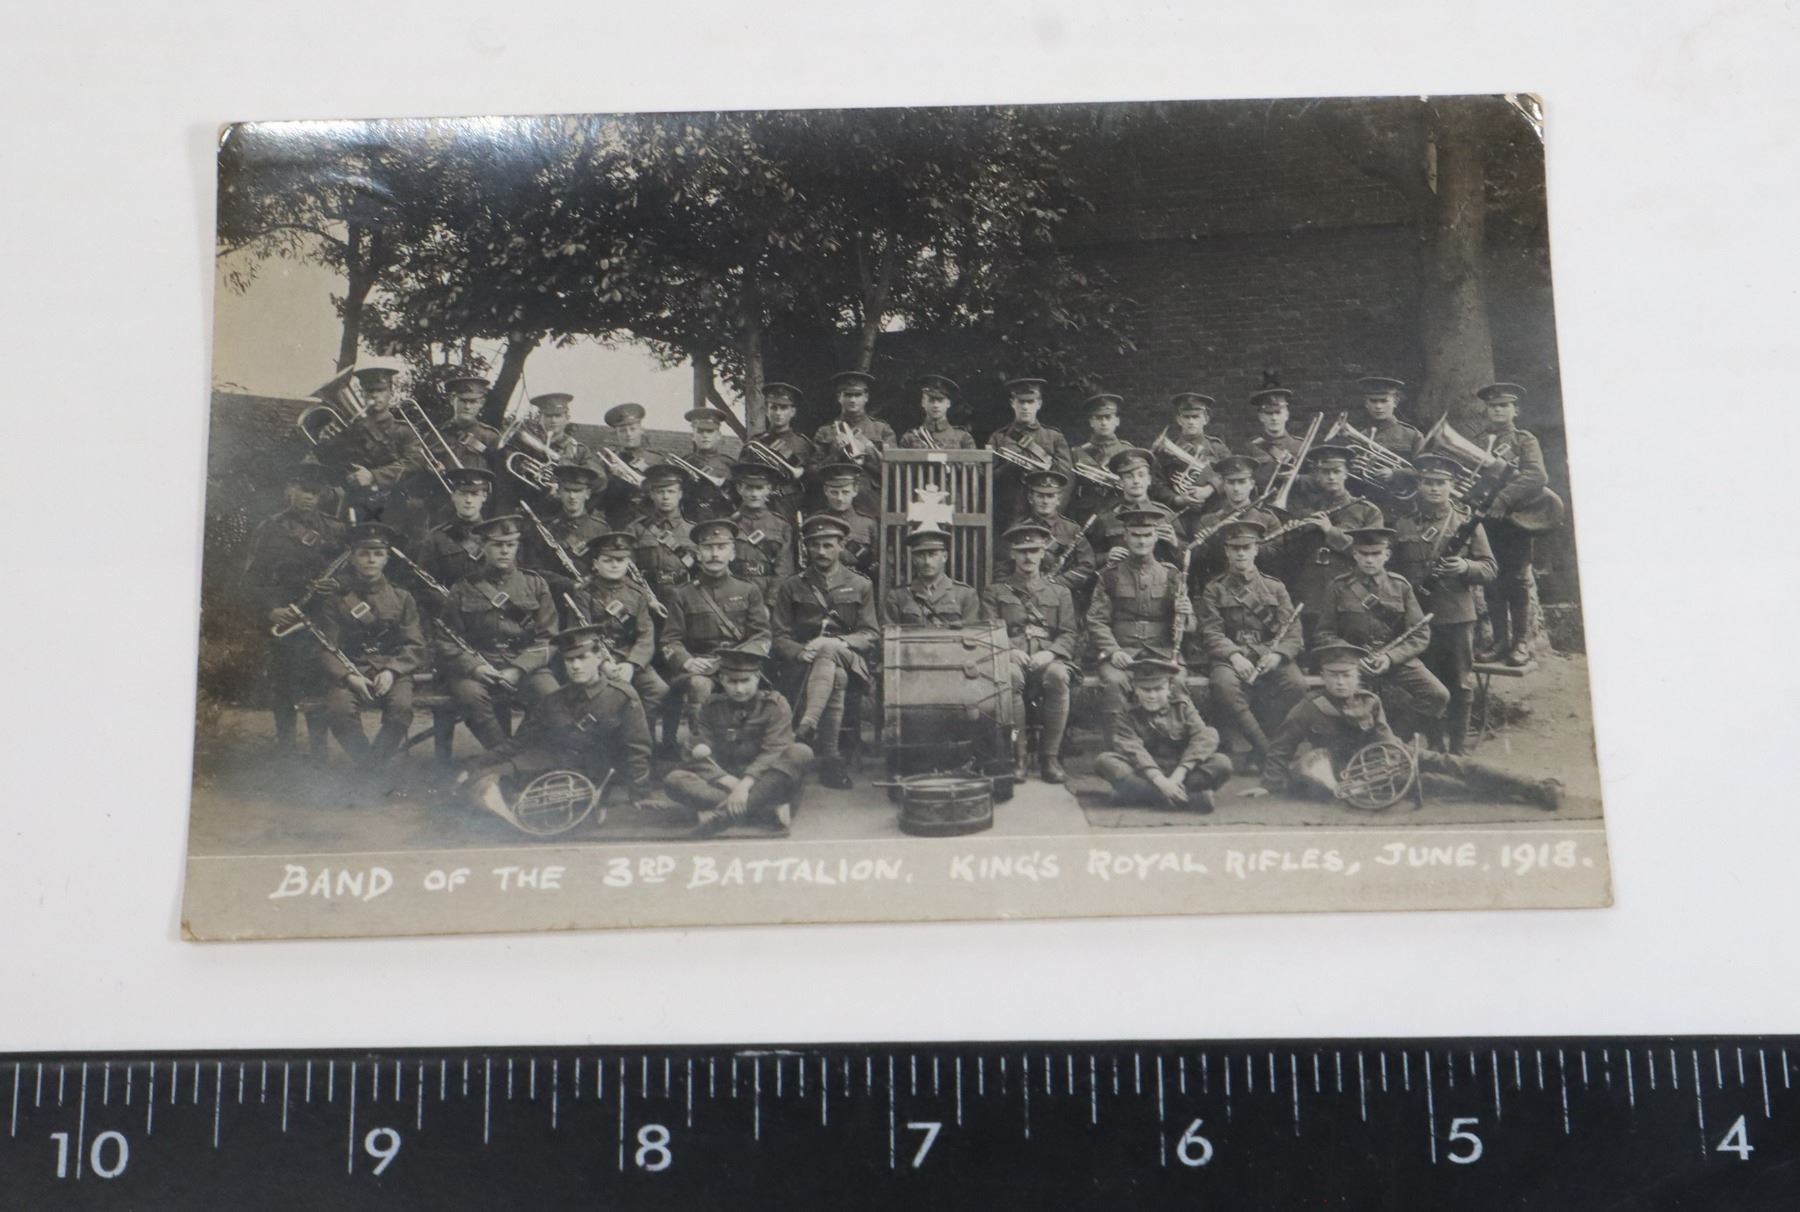 BAND OF THE 3RD BATTALION. KING'S ROYAL RIFLES, JUNE. 1918.
10 9 8 7 6 5 4